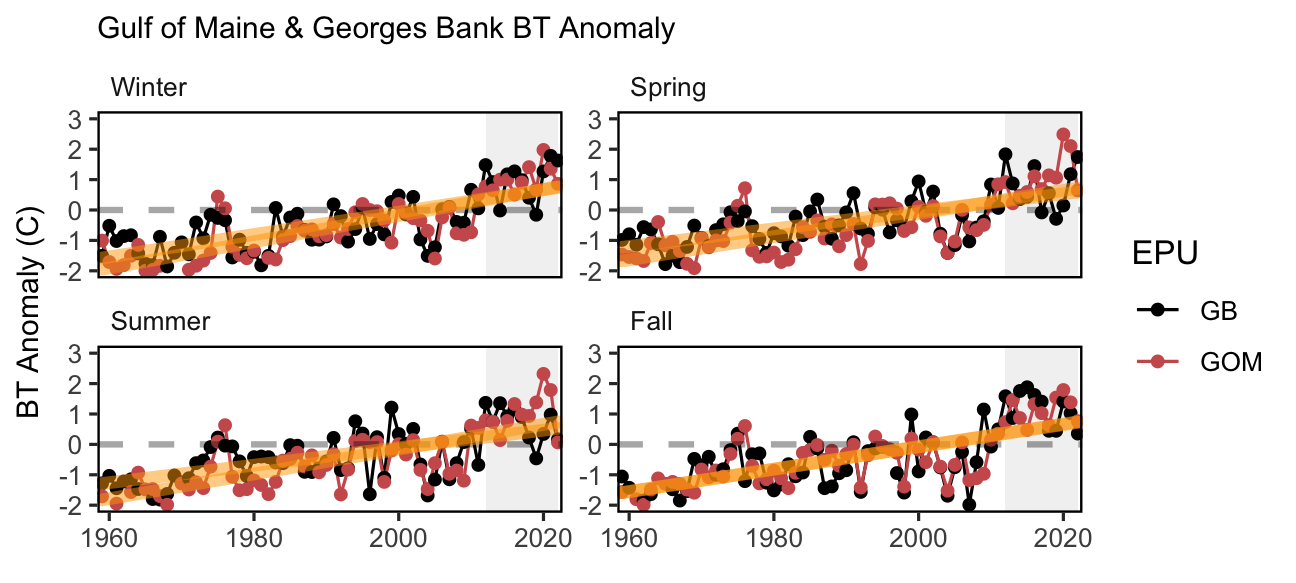 Gulf of Maine & Georges Bank BT Anomaly
Winter
Spring
3
2
1
0
-1
-2
3
2
1
0
-1
-2
BT Anomaly (C)
Summer
Fall
3
2
1
0
-1
-2
3
2
1
0
-1
-2
1960 1980 2000 2020
1960 1980 2000 2020
EPU
GB
GOM